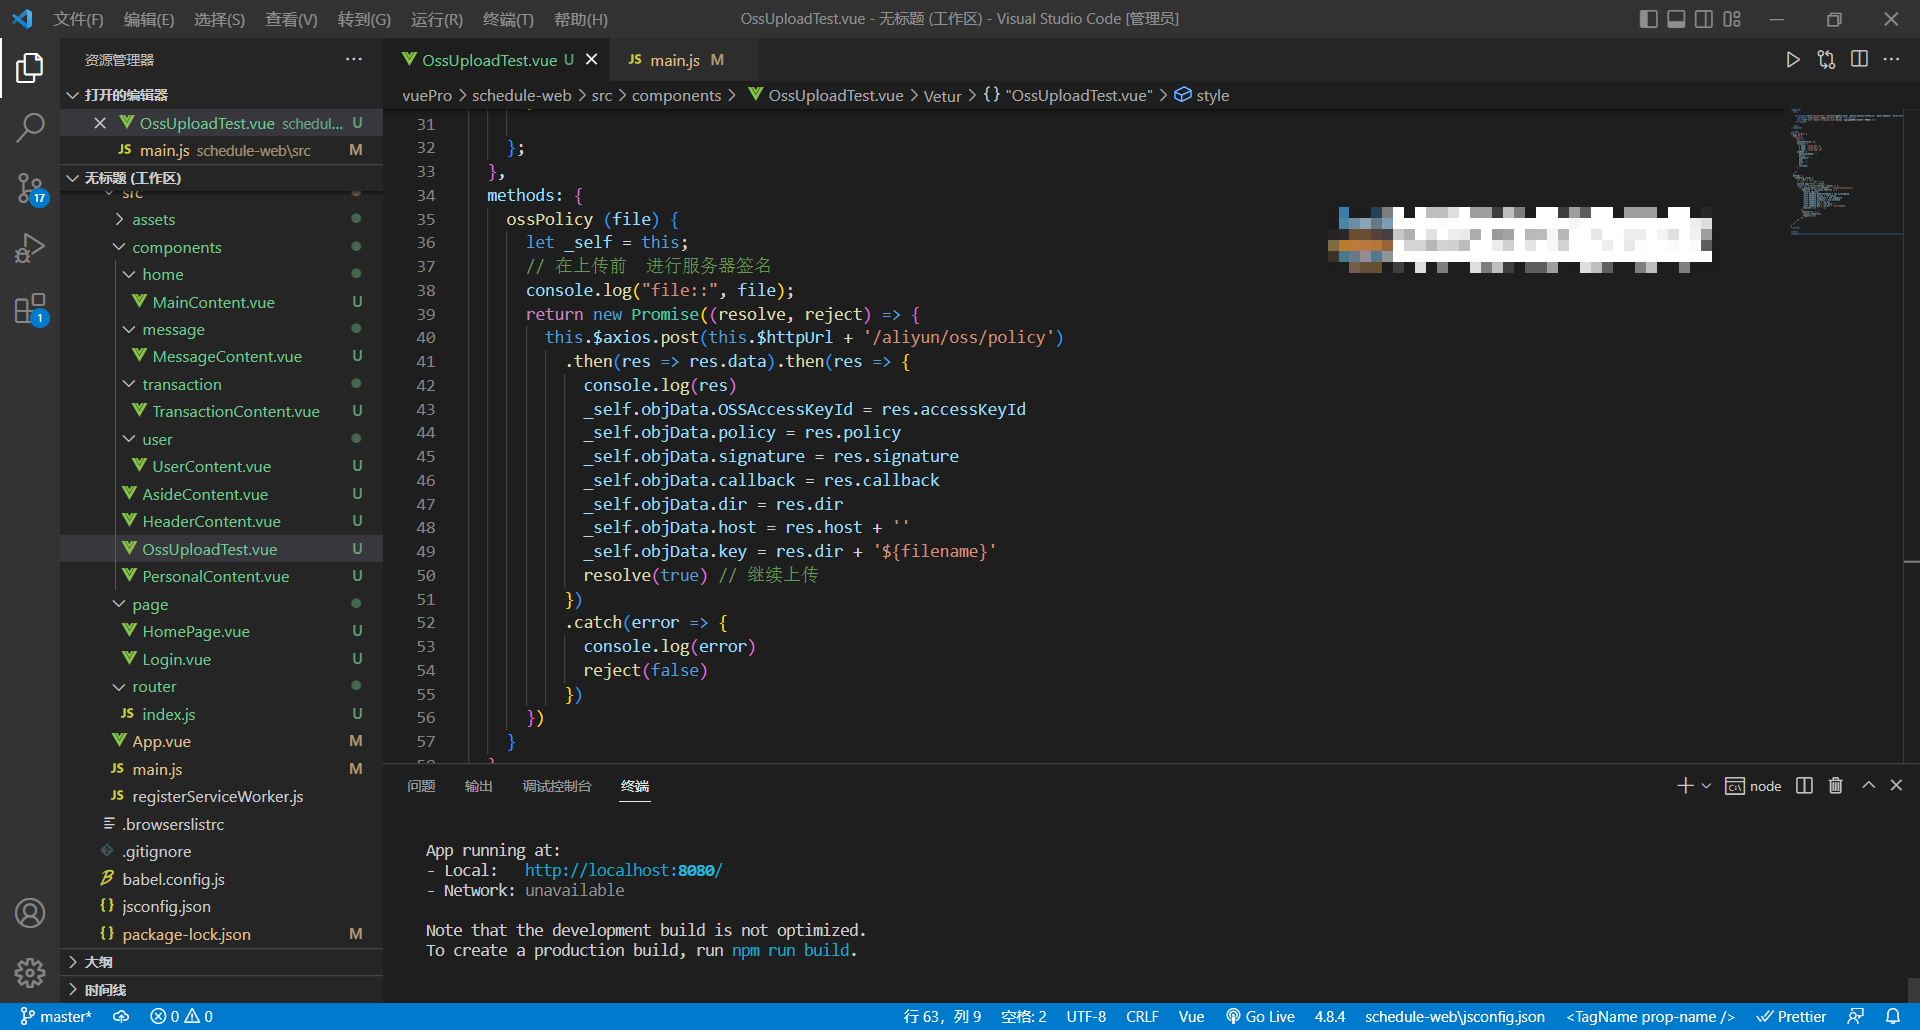 文件(F) 编辑(E) 选择(S) 查看(V) 转到(G) 运行(R) 终端(T) 帮助(H)
OssUploadTest.vue - 无标题 (工作区) - Visual Studio Code [管理员]
资源管理器
打开的编辑器
OssUploadTest.vue schedul... U
main.js schedule-web\src M
无标题 (工作区)
src
assets
components
home
MainContent.vue U
message
MessageContent.vue U
transaction
TransactionContent.vue U
user
UserContent.vue U
AsideContent.vue U
HeaderContent.vue U
OssUploadTest.vue U
PersonalContent.vue U
page
HomePage.vue U
Login.vue U
router
JS index.js U
App.vue M
JS main.js M
JS registerServiceWorker.js
.browserslistrc
.gitignore
babel.config.js
{} jsconfig.json
{} package-lock.json M
大纲
时间线
17
1
OssUploadTest.vue U
JS main.js M
vuePro > schedule-web > src > components > OssUploadTest.vue > Vetur > {} "OssUploadTest.vue" > style
31
32 };
33 },
34 methods: {
35 ossPolicy (file) {
36 let _self = this;
37 // 在上传前  进行服务器签名
38 console.log("file::", file);
39 return new Promise((resolve, reject) => {
40 this.$axios.post(this.$httpUrl + '/aliyun/oss/policy')
41 .then(res => res.data).then(res => {
42 console.log(res)
43 _self.objData.OSSAccessKeyId = res.accessKeyId
44 _self.objData.policy = res.policy
45 _self.objData.signature = res.signature
46 _self.objData.callback = res.callback
47 _self.objData.dir = res.dir
48 _self.objData.host = res.host + ''
49 _self.objData.key = res.dir + '${filename}'
50 resolve(true) // 继续上传
51 })
52 .catch(error => {
53 console.log(error)
54 reject(false)
55 })
56 })
57 }
问题 输出 调试控制台 终端
node
App running at:
- Local:   http://localhost:8080/
- Network: unavailable
Note that the development build is not optimized.
To create a production build, run npm run build.
master* 0 0 行 63，列 9 空格: 2 UTF-8 CRLF Vue Go Live 4.8.4 schedule-web\jsconfig.json <TagName prop-name /> Prettier